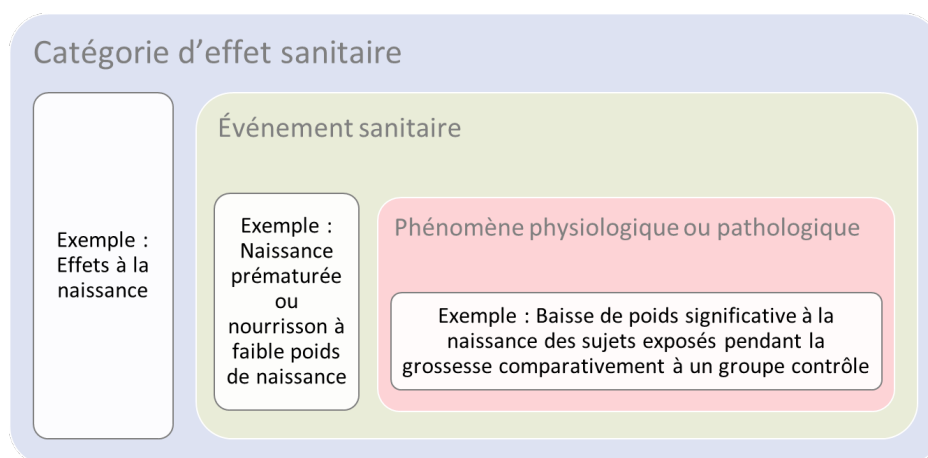 Catégorie d’effet sanitaire
Événement sanitaire
Exemple :
Effets à la
naissance
Exemple :
Naissance
prématurée
ou
nourrisson à
faible poids
de naissance
Phénomène physiologique ou pathologique
Exemple : Baisse de poids significative à la
naissance des sujets exposés pendant la
grossesse comparativement à un groupe contrôle